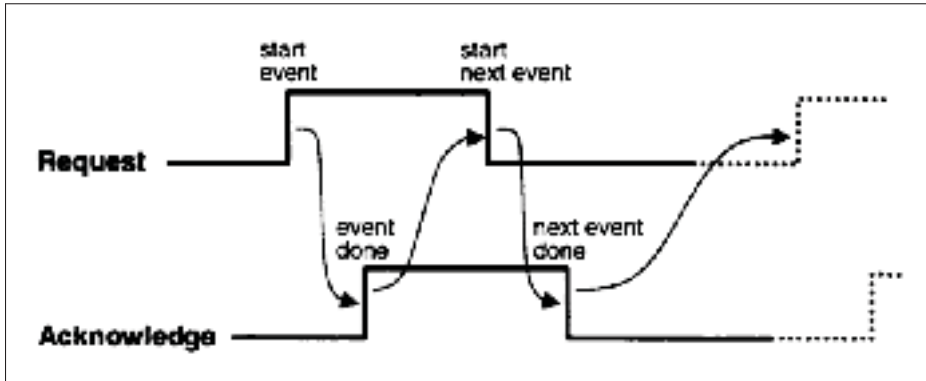 start
event
start
next event
Request
event
done
next event
done
Acknowledge